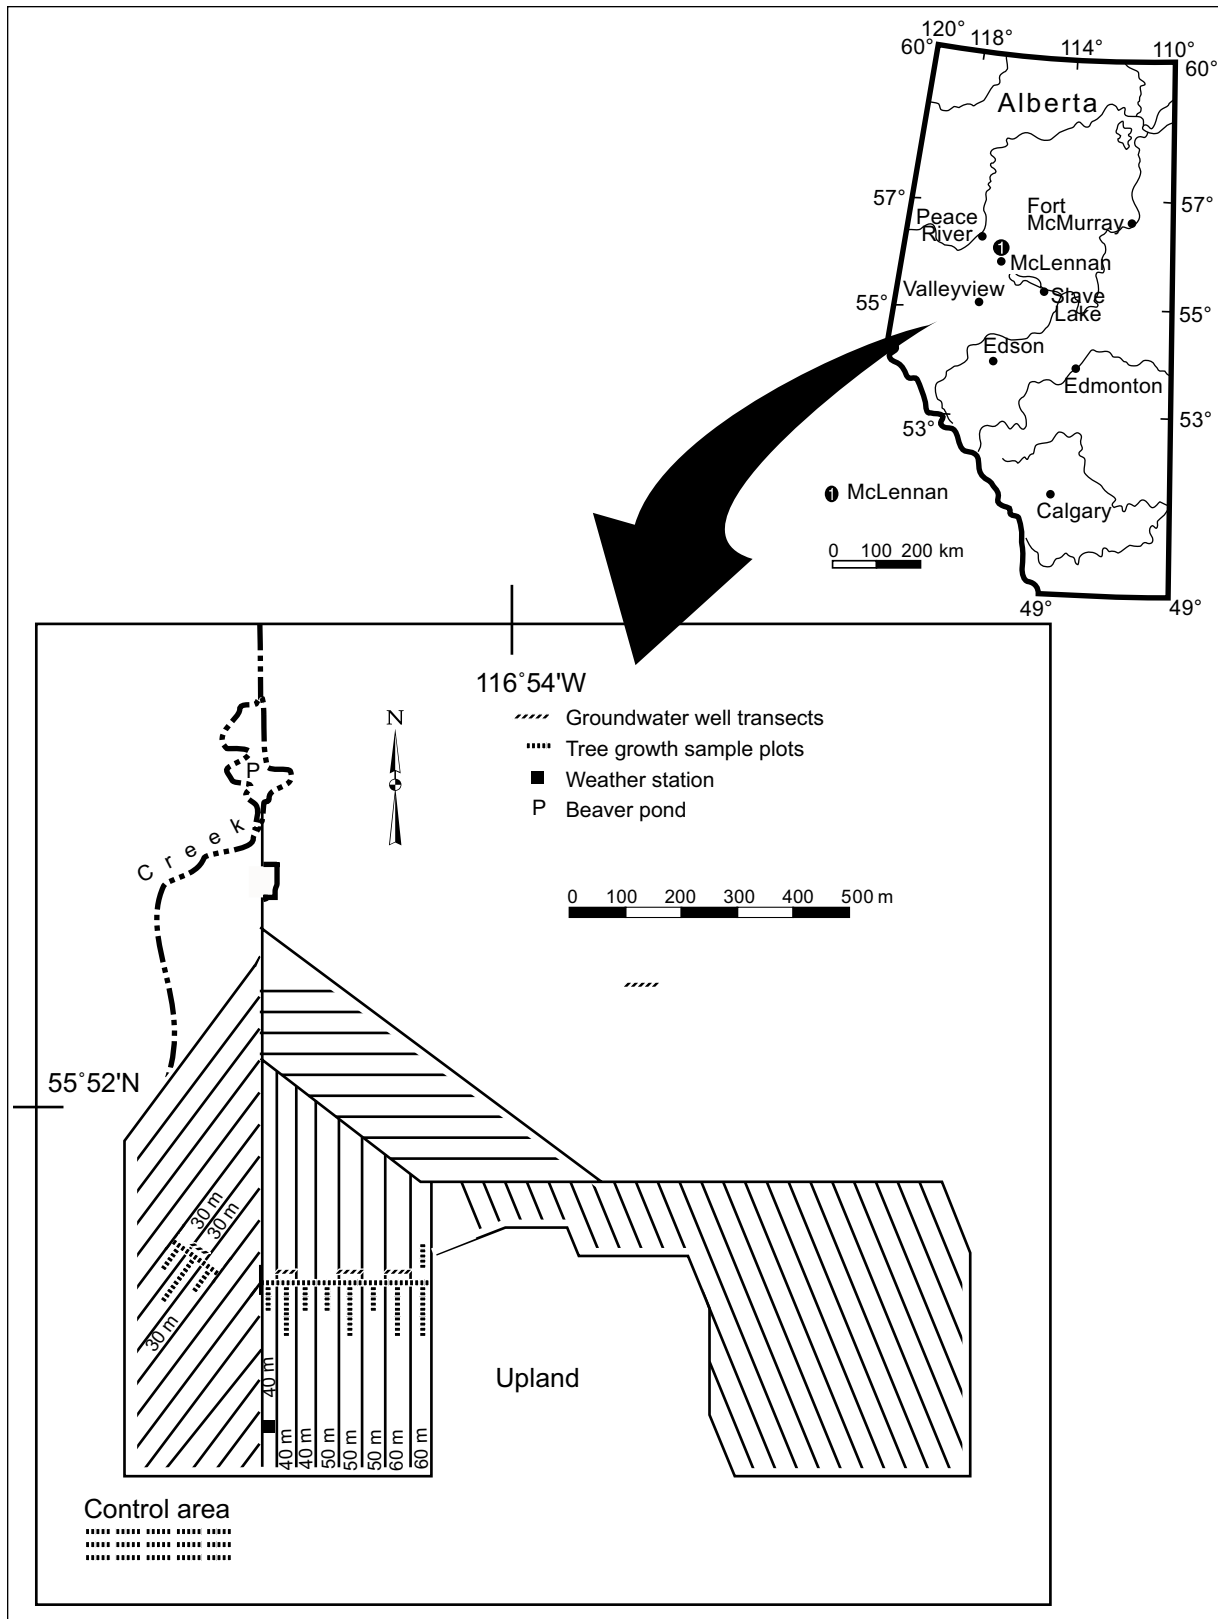 120°
118°
114°
110°
60°
60°
Alberta
57°
57°
Peace
River
Fort
McMurray
1
McLennan
Valleyview
Slave
Lake
55°
55°
Edson
Edmonton
53°
53°
1 McLennan
Calgary
0 100 200 km
49°
49°
116°54'W
N
Groundwater well transects
Tree growth sample plots
Weather station
P Beaver pond
P
Creek
0 100 200 300 400 500 m
55°52'N
30 m
30 m
30 m
40 m
Upland
40 m
40 m
50 m
50 m
50 m
60 m
60 m
Control area